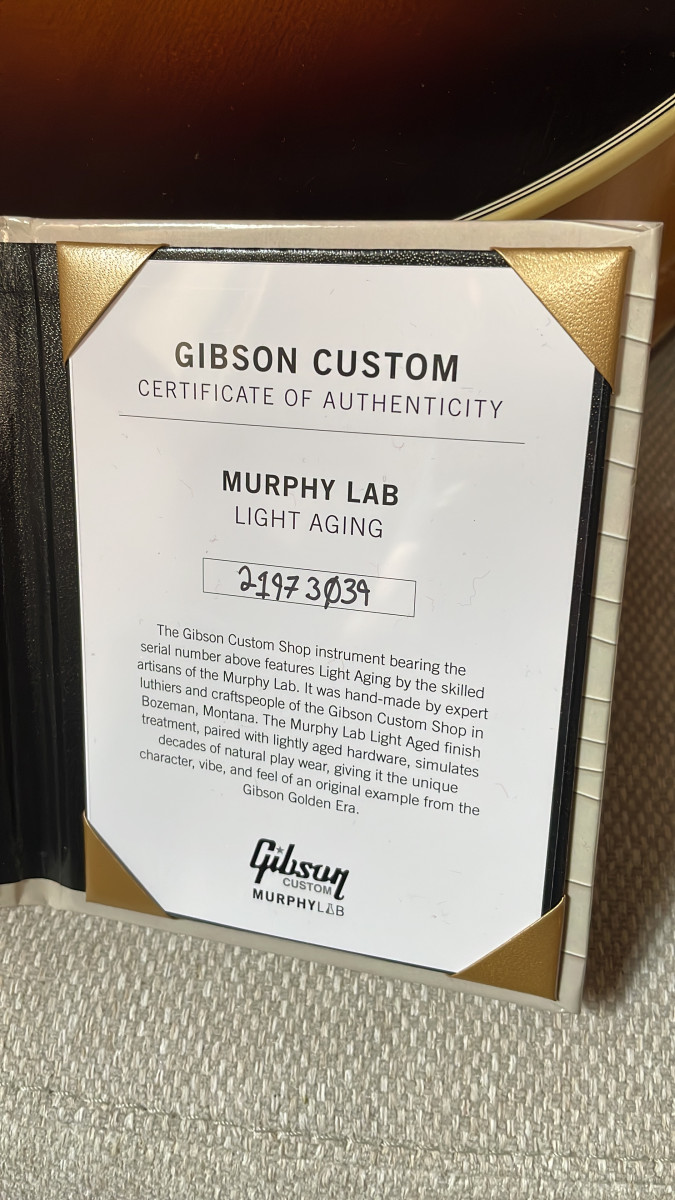 GIBSON CUSTOM
CERTIFICATE OF AUTHENTICITY
MURPHY LAB
LIGHT AGING
21973039
The Gibson Custom Shop instrument bearing the
serial number above features Light Aging by the skilled
artisans of the Murphy Lab. It was hand-made by expert
luthiers and craftspeople of the Gibson Custom Shop in
Bozeman, Montana. The Murphy Lab Light Aged finish
treatment, paired with lightly aged hardware, simulates
decades of natural play wear, giving it the unique
character, vibe, and feel of an original example from the
Gibson Golden Era.
Gibson
CUSTOM
MURPHYLAB